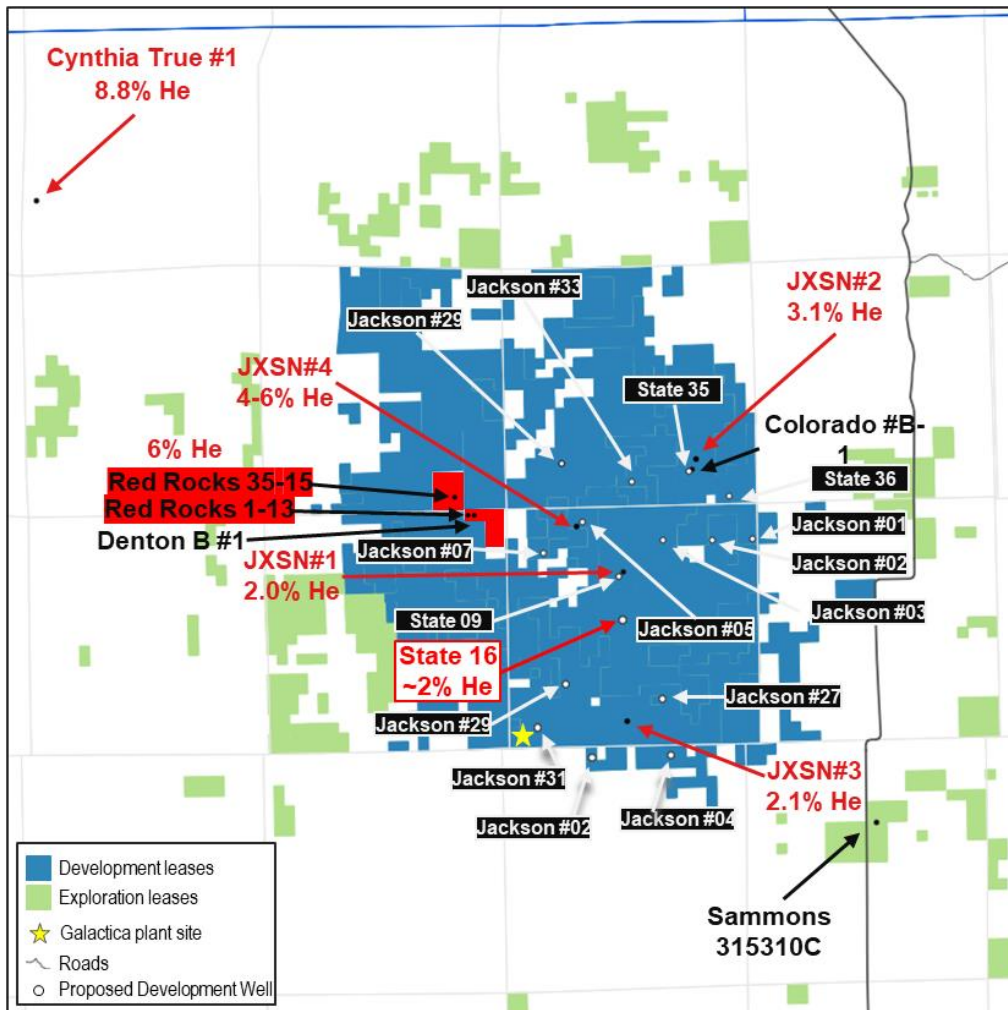 Cynthia True #1
8.8% He
Jackson #33
Jackson #29
JXSN#2
3.1% He
JXSN#4
4-6% He
State 35
Colorado #B-
1
6% He
Red Rocks 35-15
Red Rocks 1-13
Denton B #1
State 36
Jackson #01
Jackson #02
Jackson #07
JXSN#1
2.0% He
Jackson #03
State 09
Jackson #05
State 16
~2% He
Jackson #29
Jackson #27
Jackson #31
JXSN#3
2.1% He
Jackson #02
Jackson #04
Sammons
315310C
Development leases
Exploration leases
Galactica plant site
Roads
Proposed Development Well